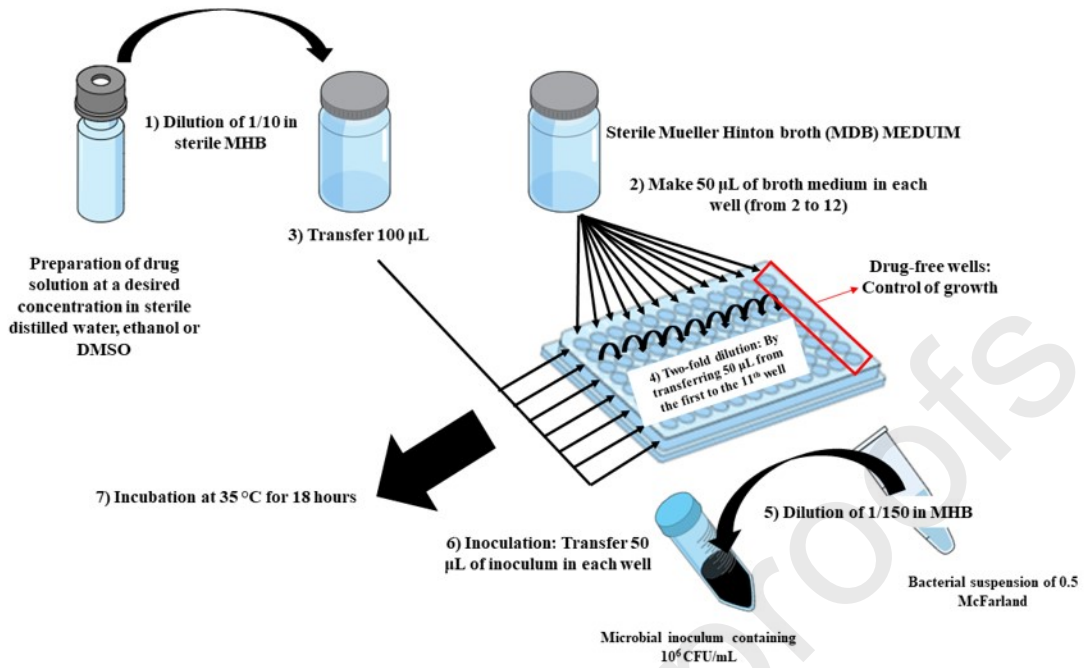 1) Dilution of 1/10 in
sterile MHB
Sterile Mueller Hinton broth (MDB) MEDUIM
2) Make 50 µL of broth medium in each
well (from 2 to 12)
3) Transfer 100 µL
Preparation of drug
solution at a desired
concentration in sterile
distilled water, ethanol or
DMSO
Drug-free wells:
Control of growth
4) Two-fold dilution: By
transferring 50 µL from
the first to the 11th well
7) Incubation at 35 °C for 18 hours
5) Dilution of 1/150 in MHB
6) Inoculation: Transfer 50
µL of inoculum in each well
Bacterial suspension of 0.5
McFarland
Microbial inoculum containing
10⁶ CFU/mL
proofs